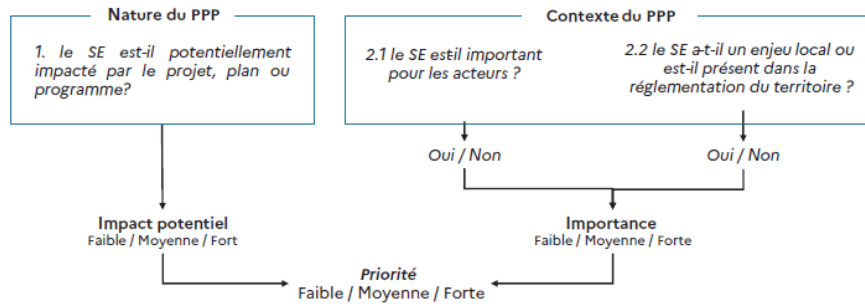 Nature du PPP
1. le SE est-il potentiellement
impacté par le projet, plan ou
programme?
Contexte du PPP
2.1 le SE est-il important
pour les acteurs ?
2.2 le SE a-t-il un enjeu local ou
est-il présent dans la
réglementation du territoire ?
Oui / Non
Oui / Non
Impact potentiel
Faible / Moyenne / Fort
Importance
Faible / Moyenne / Forte
Priorité
Faible / Moyenne / Forte